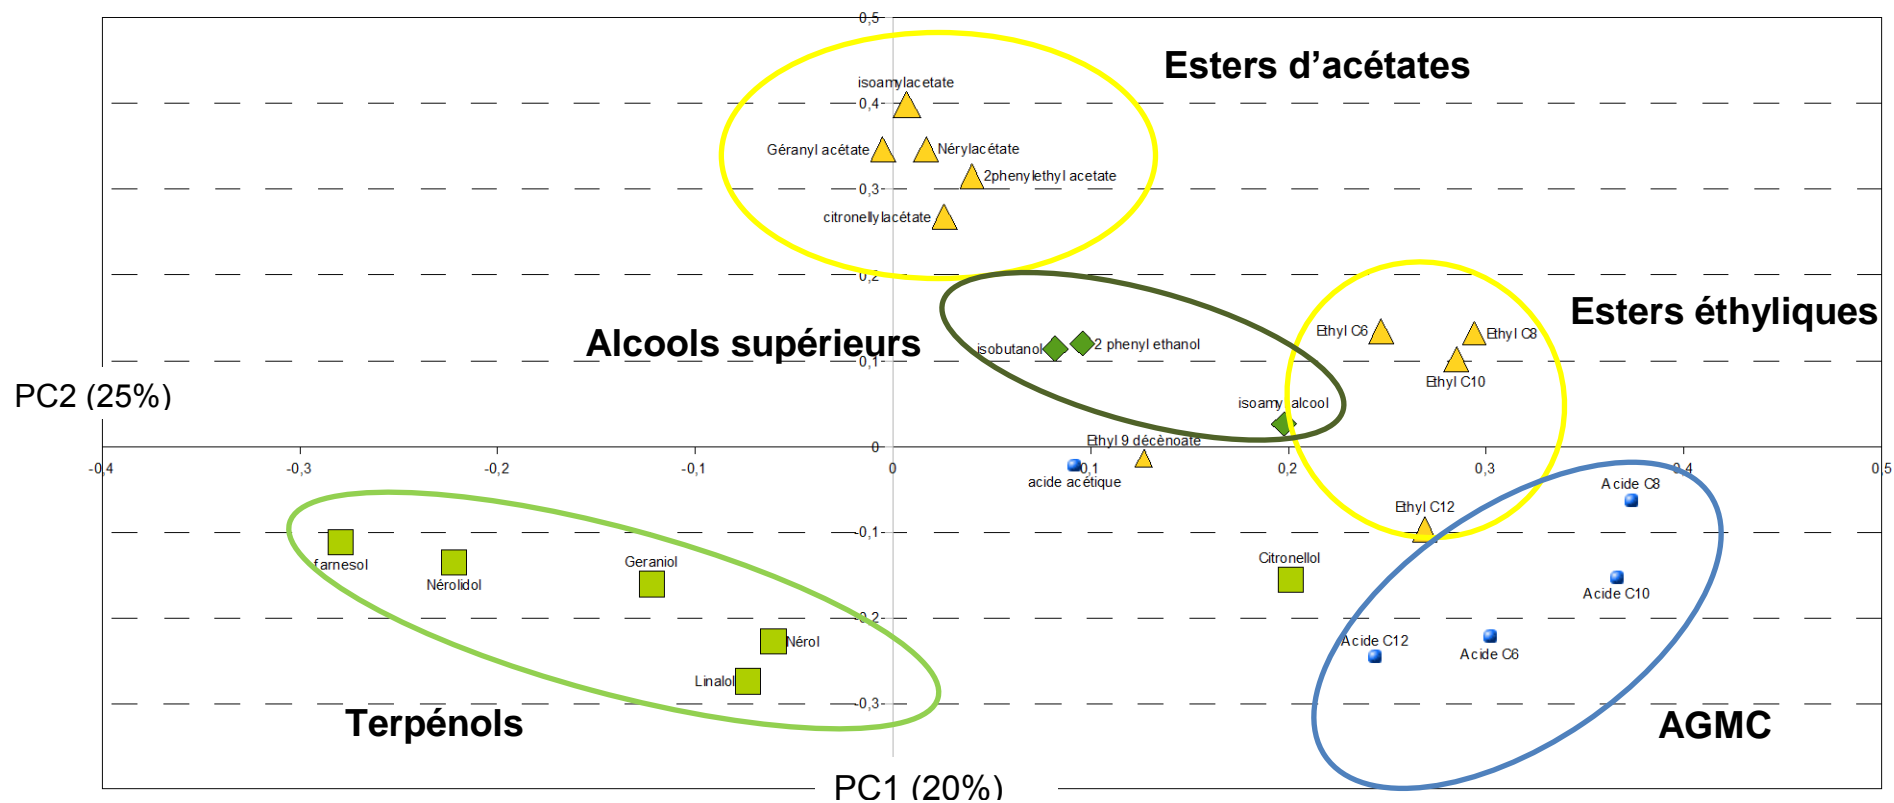 0,5
Esters d’acétates
isoamylacetate
0,4
Géranyl acétate
Nérylacétate
2phenylethyl acetate
0,3
citronellylacétate
0,2
Esters éthyliques
Ethyl C6
Ethyl C8
Alcools supérieurs
isobutanol
2 phenyl ethanol
0,1
Ethyl C10
PC2 (25%)
isoamylalcool
Ethyl 9 décènoate
0
-0,4
-0,3
-0,2
-0,1
0
0,1
0,2
0,3
0,4
0,5
acide acétique
Acide C8
Ethyl C12
-0,1
farnesol
Nérolidol
Geraniol
Citronellol
Acide C10
-0,2
Nérol
Acide C12
Acide C6
Linalol
-0,3
Terpénols
AGMC
PC1 (20%)